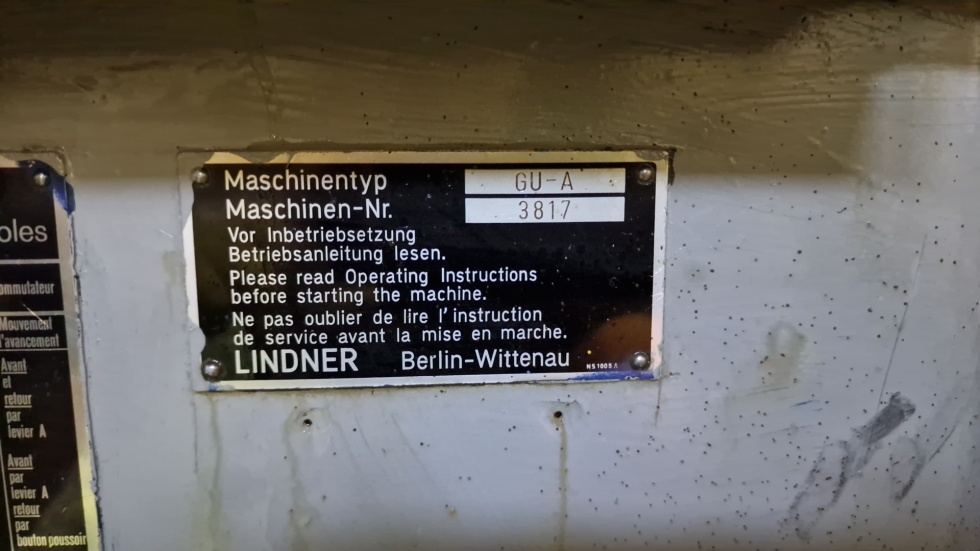 Maschinentyp GU-A
Maschinen-Nr. 3817
Vor Inbetriebsetzung
Betriebsanleitung lesen.
Please read Operating Instructions
before starting the machine.
Ne pas oublier de lire l'instruction
de service avant la mise en marche.
LINDNER Berlin-Wittenau NS1008A
oles
ommutateur
Mouvement
d'avancement
Avant
et
retour
par
levier A
Avant
par
levier A
retour
par
bouton poussoir